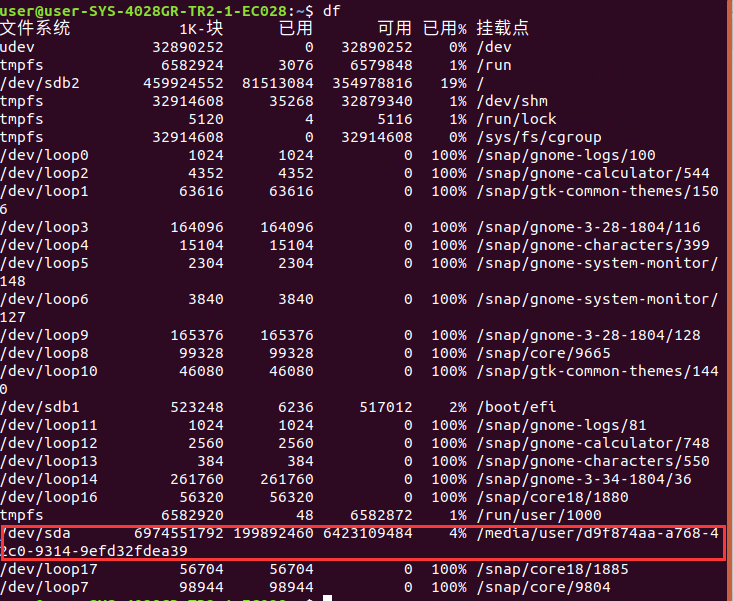 user@user-SYS-4028GR-TR2-1-EC028:~$ df
文件系统 1K-块 已用 可用 已用% 挂载点
udev 32890252 0 32890252 0% /dev
tmpfs 6582924 3076 6579848 1% /run
/dev/sdb2 459924552 81513084 354978816 19% /
tmpfs 32914608 35268 32879340 1% /dev/shm
tmpfs 5120 4 5116 1% /run/lock
tmpfs 32914608 0 32914608 0% /sys/fs/cgroup
/dev/loop0 1024 1024 0 100% /snap/gnome-logs/100
/dev/loop2 4352 4352 0 100% /snap/gnome-calculator/544
/dev/loop1 63616 63616 0 100% /snap/gtk-common-themes/150
6
/dev/loop3 164096 164096 0 100% /snap/gnome-3-28-1804/116
/dev/loop4 15104 15104 0 100% /snap/gnome-characters/399
/dev/loop5 2304 2304 0 100% /snap/gnome-system-monitor/
148
/dev/loop6 3840 3840 0 100% /snap/gnome-system-monitor/
127
/dev/loop9 165376 165376 0 100% /snap/gnome-3-28-1804/128
/dev/loop8 99328 99328 0 100% /snap/core/9665
/dev/loop10 46080 46080 0 100% /snap/gtk-common-themes/144
0
/dev/sdb1 523248 6236 517012 2% /boot/efi
/dev/loop11 1024 1024 0 100% /snap/gnome-logs/81
/dev/loop12 2560 2560 0 100% /snap/gnome-calculator/748
/dev/loop13 384 384 0 100% /snap/gnome-characters/550
/dev/loop14 261760 261760 0 100% /snap/gnome-3-34-1804/36
/dev/loop16 56320 56320 0 100% /snap/core18/1880
tmpfs 6582920 48 6582872 1% /run/user/1000
/dev/sda 6974551792 199892460 6423109484 4% /media/user/d9f874aa-a768-4
2c0-9314-9efd32fdea39
/dev/loop17 56704 56704 0 100% /snap/core18/1885
/dev/loop7 98944 98944 0 100% /snap/core/9804